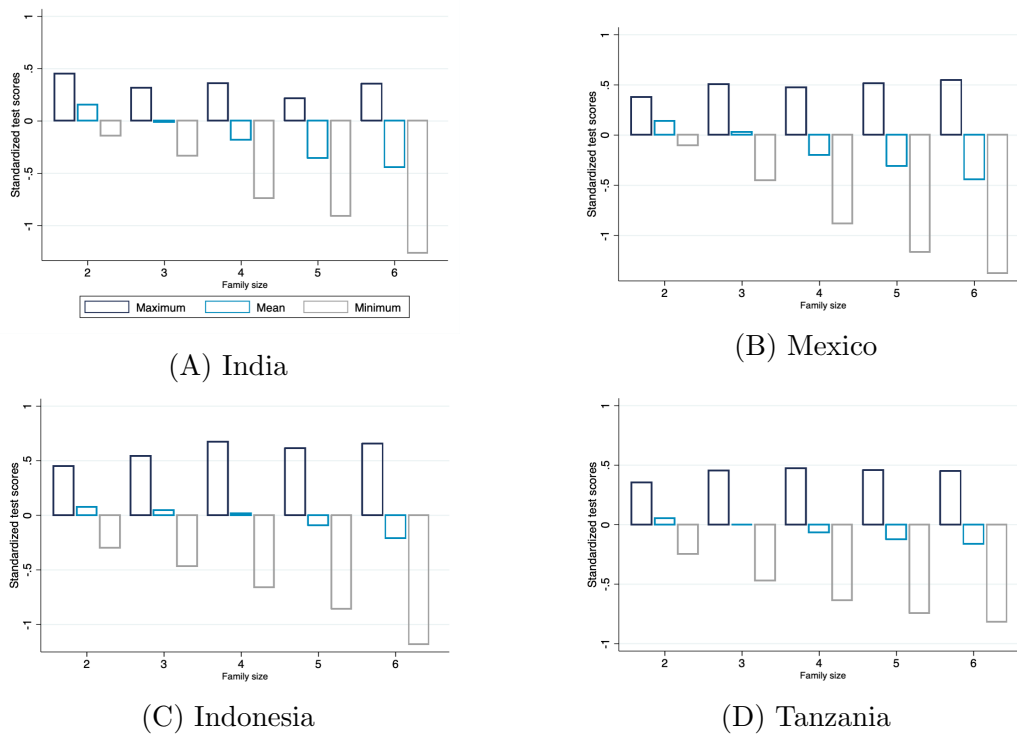 Standardized test scores
1
.5
0
-.5
-1
2 3 4 5 6
Family size
Maximum Mean Minimum
(A) India
Standardized test scores
1
.5
0
-.5
-1
2 3 4 5 6
Family size
(B) Mexico
Standardized test scores
1
.5
0
-.5
-1
2 3 4 5 6
Family size
(C) Indonesia
Standardized test scores
1
.5
0
-.5
-1
2 3 4 5 6
Family size
(D) Tanzania